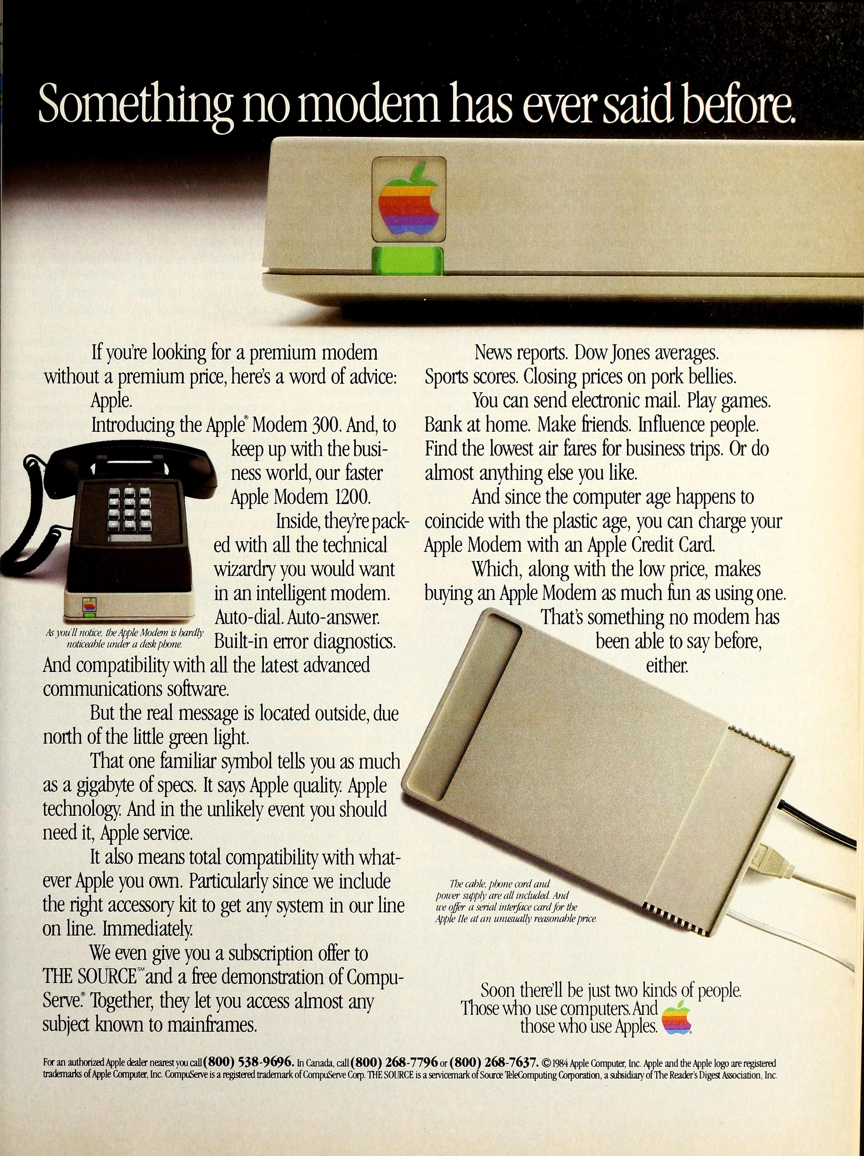 Something no modem has ever said before.
If you're looking for a premium modem
without a premium price, here's a word of advice:
Apple.
Introducing the Apple® Modem 300. And, to
keep up with the busi-
ness world, our faster
Apple Modem 1200.
Inside, they're pack-
ed with all the technical
wizardry you would want
in an intelligent modem.
Auto-dial. Auto-answer.
Built-in error diagnostics.
And compatibility with all the latest advanced
communications software.
But the real message is located outside, due
north of the little green light.
That one familiar symbol tells you as much
as a gigabyte of specs. It says Apple quality. Apple
technology. And in the unlikely event you should
need it, Apple service.
It also means total compatibility with what-
ever Apple you own. Particularly since we include
the right accessory kit to get any system in our line
on line. Immediately.
We even give you a subscription offer to
THE SOURCE℠ and a free demonstration of Compu-
Serve.® Together, they let you access almost any
subject known to mainframes.
As you'll notice, the Apple Modem is hardly
noticeable under a desk phone.
News reports. Dow Jones averages.
Sports scores. Closing prices on pork bellies.
You can send electronic mail. Play games.
Bank at home. Make friends. Influence people.
Find the lowest air fares for business trips. Or do
almost anything else you like.
And since the computer age happens to
coincide with the plastic age, you can charge your
Apple Modem with an Apple Credit Card.
Which, along with the low price, makes
buying an Apple Modem as much fun as using one.
That's something no modem has
been able to say before,
either.
The cable, phone cord and
power supply are all included. And
we offer a serial interface card for the
Apple IIe at an unusually reasonable price.
Soon there'll be just two kinds of people.
Those who use computers. And
those who use Apples.
For an authorized Apple dealer nearest you call (800) 538-9696. In Canada, call (800) 268-7796 or (800) 268-7637. © 1984 Apple Computer, Inc. Apple and the Apple logo are registered
trademarks of Apple Computer, Inc. CompuServe is a registered trademark of CompuServe Corp. THE SOURCE is a servicemark of Source TeleComputing Corporation, a subsidiary of The Reader's Digest Association, Inc.